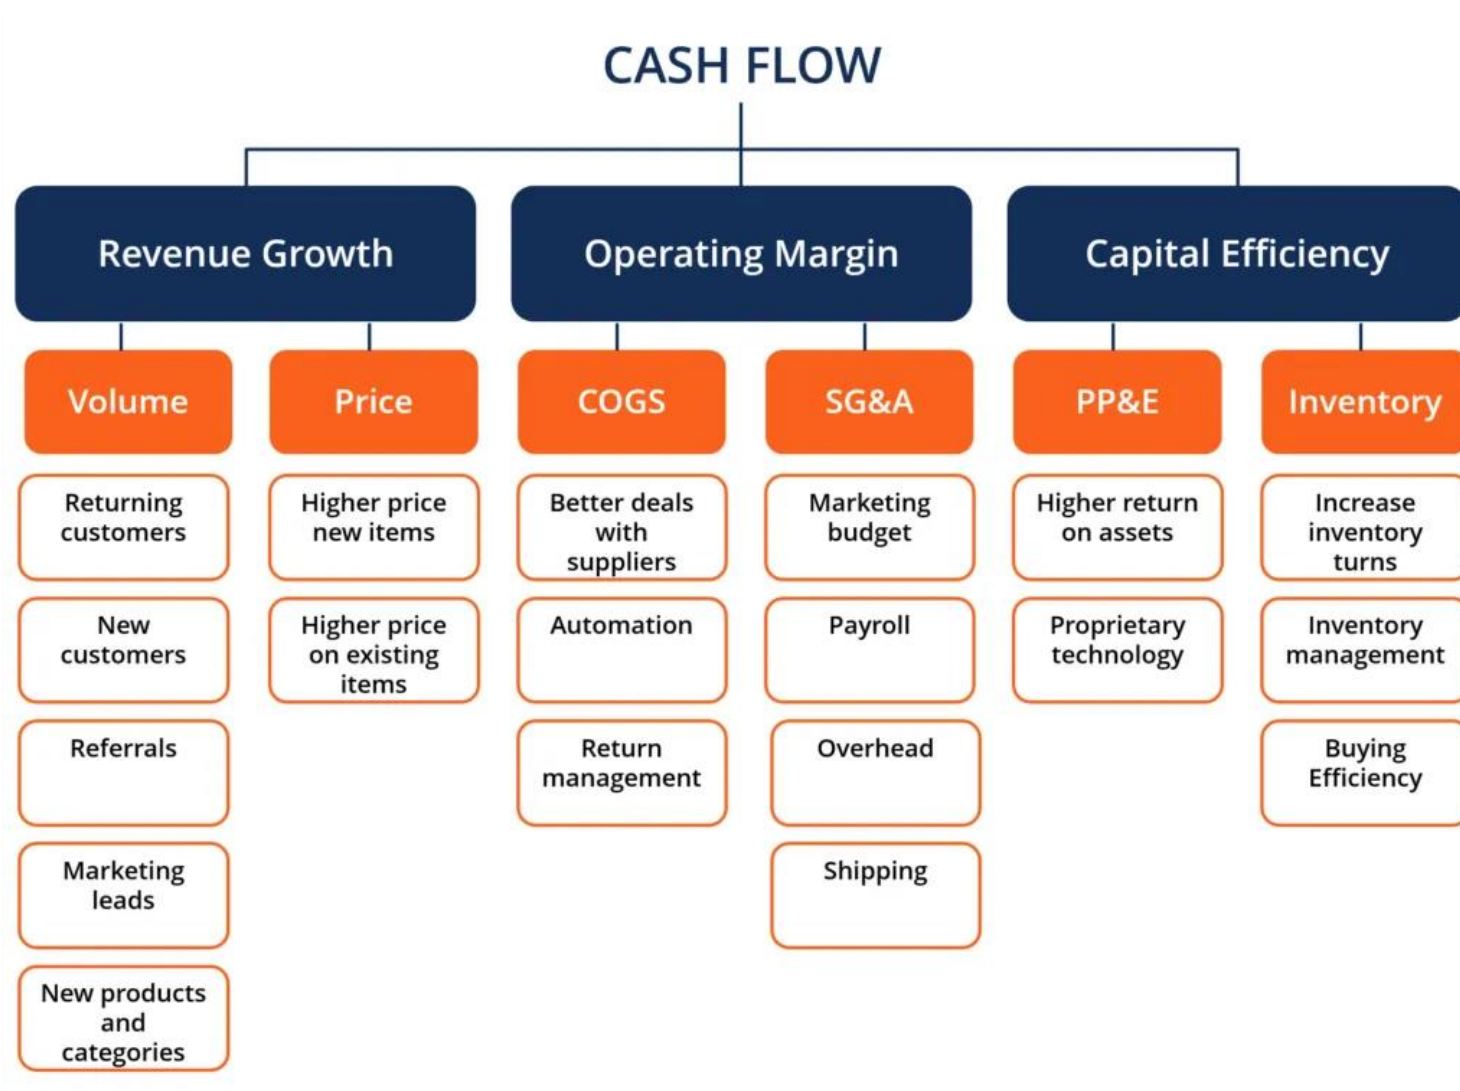 CASH FLOW
Revenue Growth
Operating Margin
Capital Efficiency
Volume
Price
COGS
SG&A
PP&E
Inventory
Returning
customers
Higher price
new items
Better deals
with
suppliers
Marketing
budget
Higher return
on assets
Increase
inventory
turns
New
customers
Higher price
on existing
items
Automation
Payroll
Proprietary
technology
Inventory
management
Referrals
Return
management
Overhead
Buying
Efficiency
Marketing
leads
Shipping
New products
and
categories